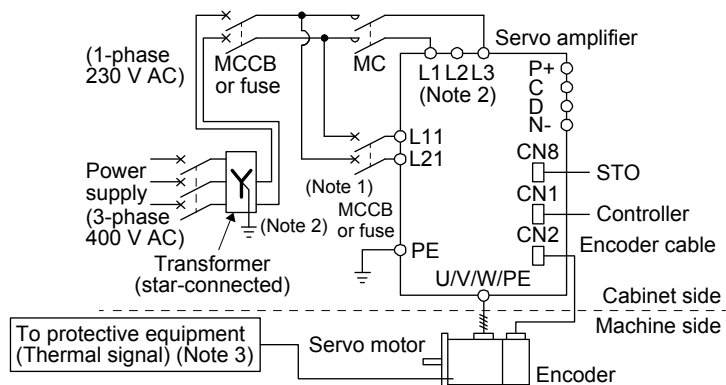 (1-phase
230 V AC)
MCCB
or fuse
MC
Servo amplifier
L1 L2 L3
(Note 2)
P+
C
D
N-
L11
L21
Power
supply
(3-phase
400 V AC)
(Note 1)
MCCB
or fuse
(Note 2)
Transformer
(star-connected)
PE
CN8
STO
CN1
Controller
CN2
Encoder cable
U/V/W/PE
Cabinet side
Machine side
To protective equipment
(Thermal signal) (Note 3)
Servo motor
Encoder